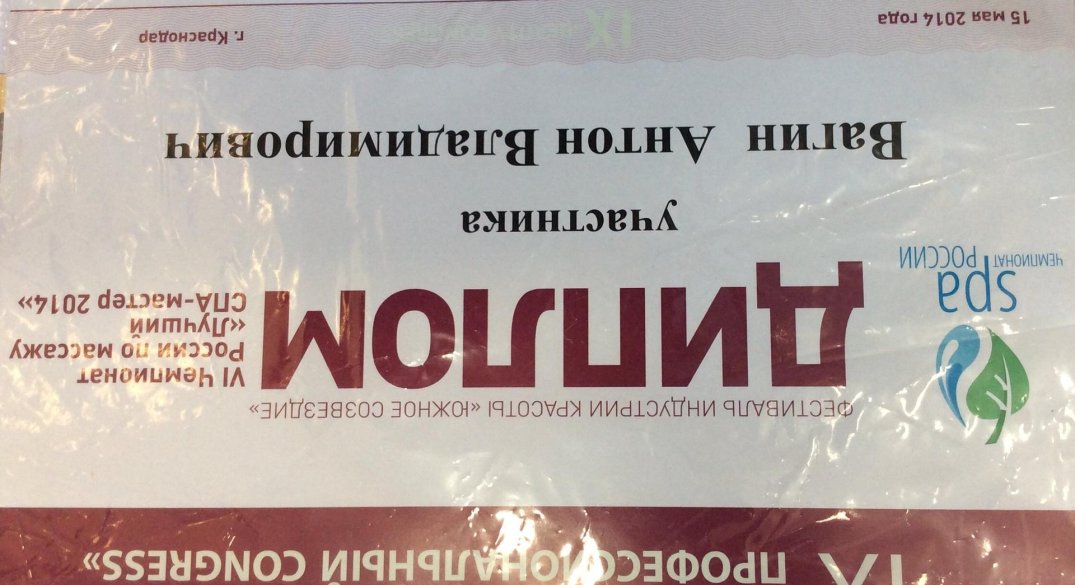 IX ПРОФЕССИОНАЛЬНЫЙ CONGRESS»
ФЕСТИВАЛЬ ИНДУСТРИИ КРАСОТЫ «ЮЖНОЕ СОЗВЕЗДИЕ»
spa
ЧЕМПИОНАТ РОССИИ
ДИПЛОМ
VI Чемпионат
России по массажу
«Лучший
СПА-мастер 2014»
участника
Вагин Антон Владимирович
15 мая 2014 года
IX
г. Краснодар